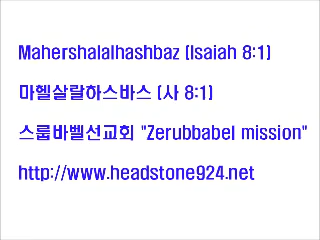 Mahershalalhashbaz (Isaiah 8:1)
마헬살랄하스바스 (사 8:1)
스룹바벨선교회 "Zerubbabel mission"
http://www.headstone924.net